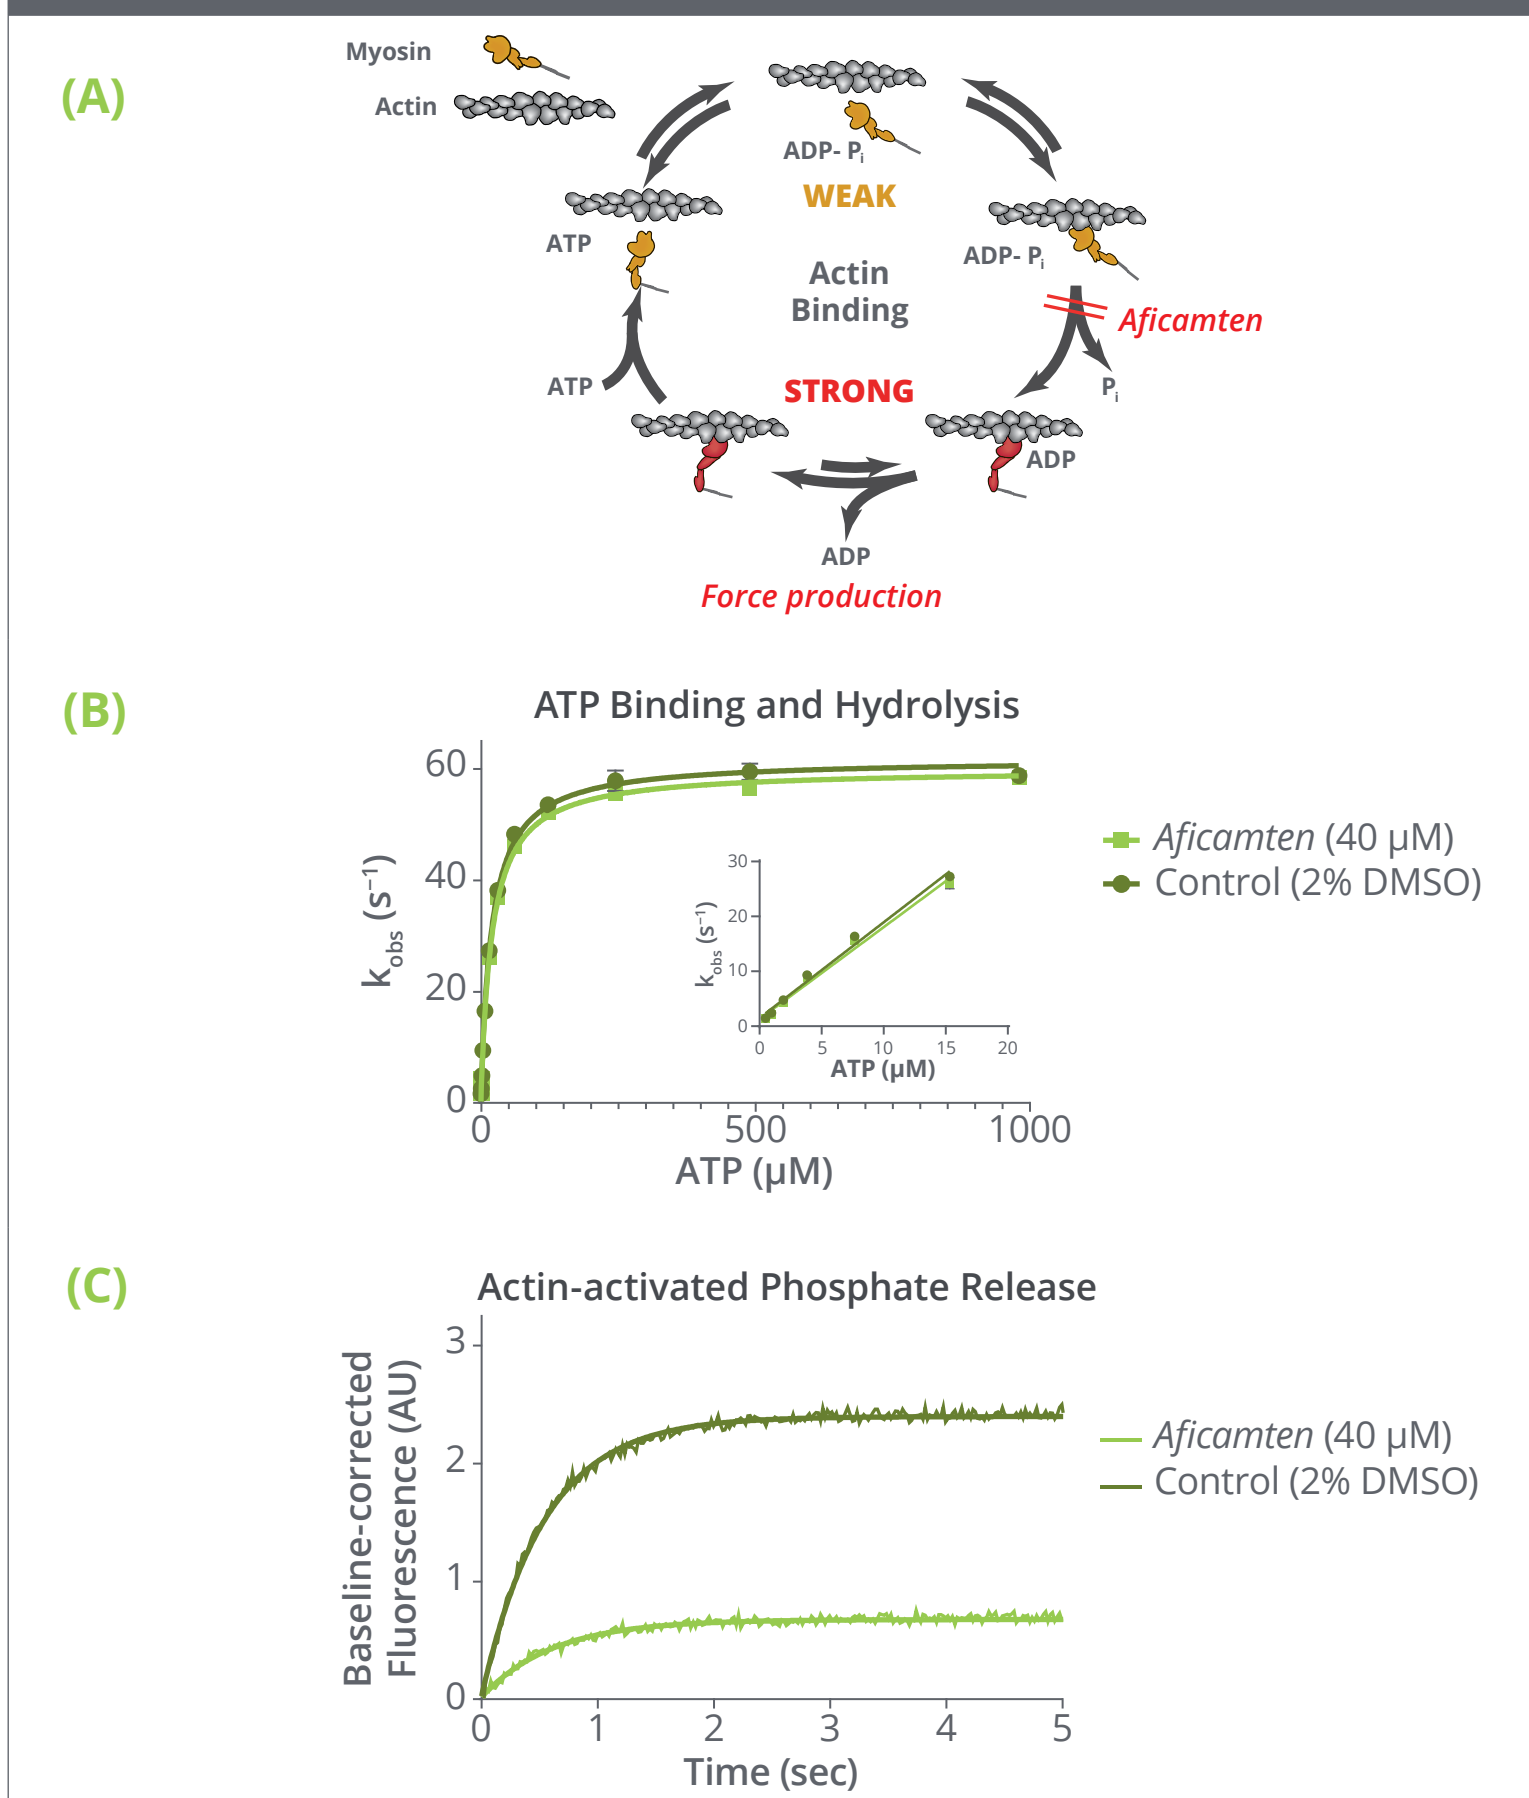 (A)
Myosin
Actin
ADP- Pi
WEAK
ATP
ADP- Pi
Actin
Binding
Aficamten
STRONG
ATP
Pi
ADP
ADP
Force production
(B)
ATP Binding and Hydrolysis
60
40
20
0
kobs (s–1)
0
500
1000
ATP (µM)
30
20
10
0
kobs (s–1)
0
5
10
15
20
ATP (µM)
Aficamten (40 µM)
Control (2% DMSO)
(C)
Actin-activated Phosphate Release
3
2
1
0
Baseline-corrected
Fluorescence (AU)
0
1
2
3
4
5
Time (sec)
Aficamten (40 µM)
Control (2% DMSO)